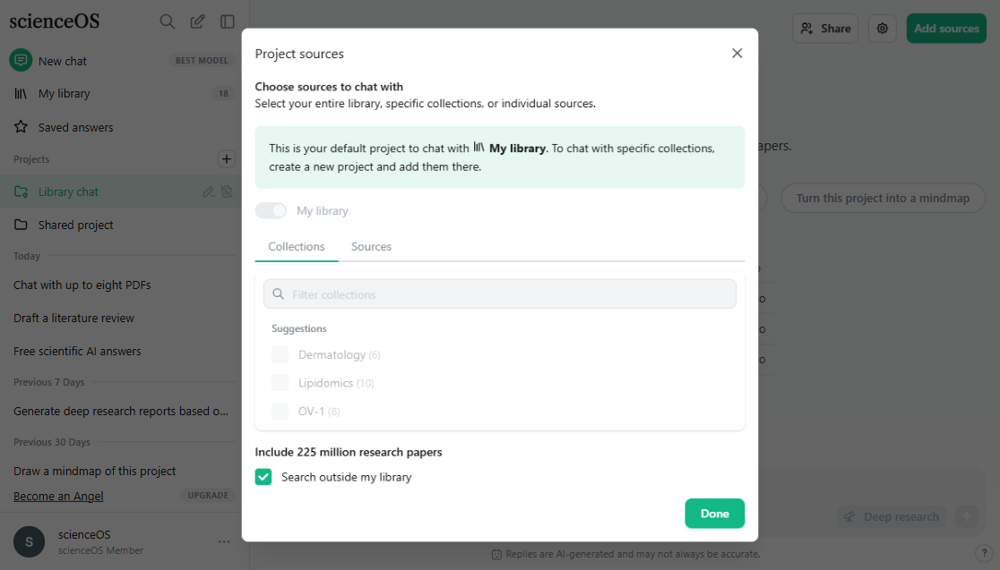 scienceOS
New chat
BEST MODEL
My library
18
Saved answers
Projects
Library chat
Shared project
Today
Chat with up to eight PDFs
Draft a literature review
Free scientific AI answers
Previous 7 Days
Generate deep research reports based o...
Previous 30 Days
Draw a mindmap of this project
Become an Angel
UPGRADE
S
scienceOS
scienceOS Member
Share
Add sources
apers.
Turn this project into a mindmap
Project sources
Choose sources to chat with
Select your entire library, specific collections, or individual sources.
This is your default project to chat with My library. To chat with specific collections,
create a new project and add them there.
My library
Collections
Sources
Filter collections
Suggestions
Dermatology (6)
Lipidomics (10)
OV-1 (8)
Include 225 million research papers
Search outside my library
Done
Deep research
Replies are AI-generated and may not always be accurate.
?